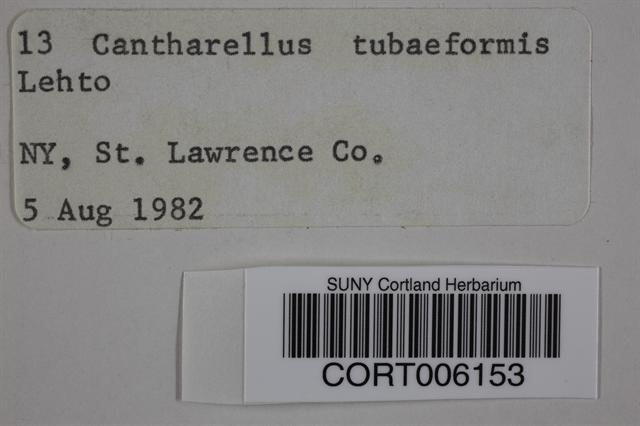 13 Cantharellus tubaeformis
Lehto
NY, St. Lawrence Co.
5 Aug 1982
SUNY Cortland Herbarium
CORT006153